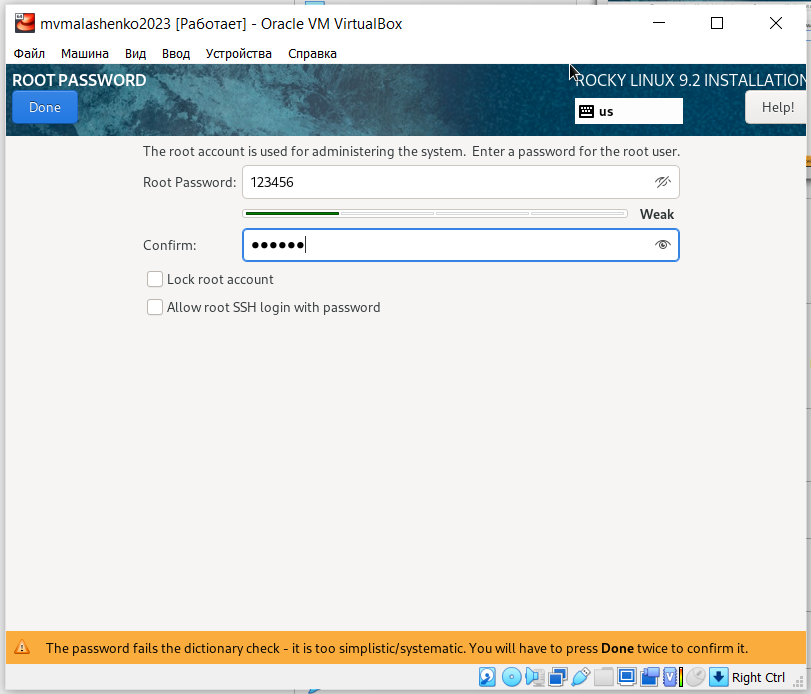 mvmalashenko2023 [Работает] - Oracle VM VirtualBox
Файл Машина Вид Ввод Устройства Справка
ROOT PASSWORD ROCKY LINUX 9.2 INSTALLATION
Done us Help!
The root account is used for administering the system. Enter a password for the root user.
Root Password: 123456
Weak
Confirm: ••••••
Lock root account
Allow root SSH login with password
The password fails the dictionary check - it is too simplistic/systematic. You will have to press Done twice to confirm it.
Right Ctrl